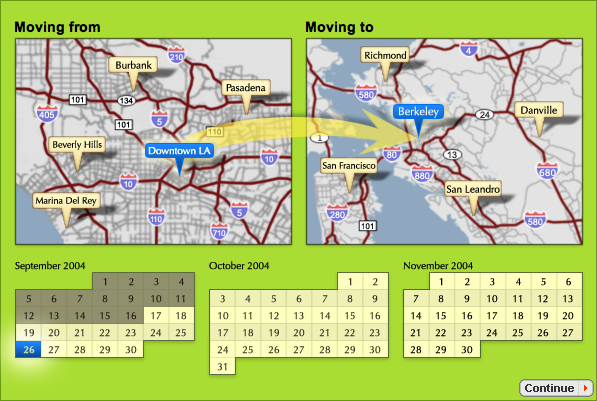 Moving from
Moving to
210
Burbank
Pasadena
101
134
405
5
110
Beverly Hills
Downtown LA
10
10
Marina Del Rey
110
5
710
4
Richmond
580
Berkeley
Danville
24
1
80
13
San Francisco
880
680
San Leandro
280
101
580
September 2004
1 2 3 4
5 6 7 8 9 10 11
12 13 14 15 16 17 18
19 20 21 22 23 24 25
26 27 28 29 30
October 2004
1 2
3 4 5 6 7 8 9
10 11 12 13 14 15 16
17 18 19 20 21 22 23
24 25 26 27 28 29 30
31
November 2004
1 2 3 4 5 6
7 8 9 10 11 12 13
14 15 16 17 18 19 20
21 22 23 24 25 26 27
28 29 30
Continue